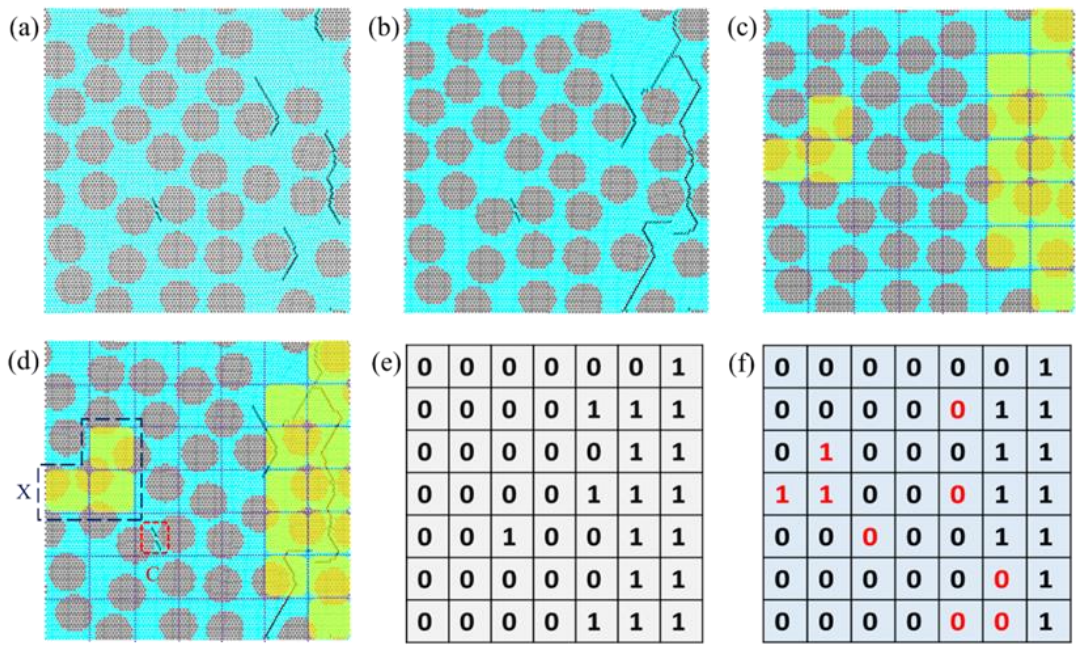 (a)
(b)
(c)
(d)
X
C
(e)
0 0 0 0 0 0 1
0 0 0 0 1 1 1
0 0 0 0 0 1 1
0 0 0 0 1 1 1
0 0 1 0 0 1 1
0 0 0 0 0 1 1
0 0 0 0 1 1 1
(f)
0 0 0 0 0 0 1
0 0 0 0 0 1 1
0 1 0 0 0 1 1
1 1 0 0 0 1 1
0 0 0 0 0 1 1
0 0 0 0 0 0 1
0 0 0 0 0 0 1